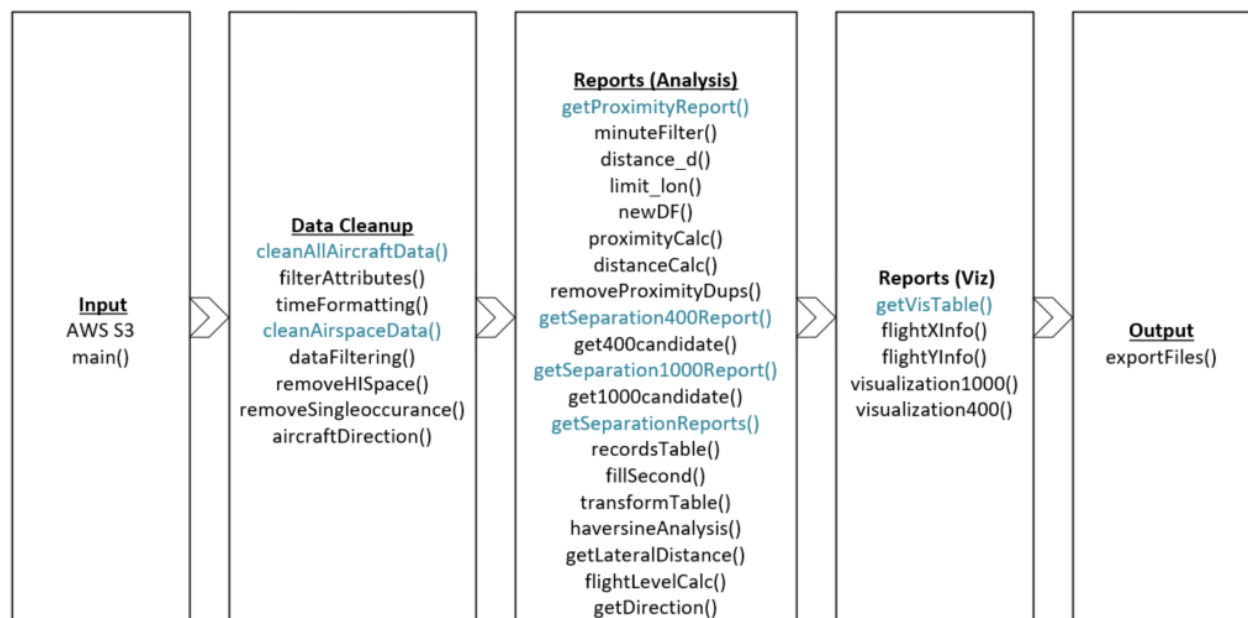 Input
AWS S3
main()
Data Cleanup
cleanAllAircraftData()
filterAttributes()
timeFormatting()
cleanAirspaceData()
dataFiltering()
removeHISpace()
removeSingleoccurance()
aircraftDirection()
Reports (Analysis)
getProximityReport()
minuteFilter()
distance_d()
limit_lon()
newDF()
proximityCalc()
distanceCalc()
removeProximityDups()
getSeparation400Report()
get400candidate()
getSeparation1000Report()
get1000candidate()
getSeparationReports()
recordsTable()
fillSecond()
transformTable()
haversineAnalysis()
getLateralDistance()
flightLevelCalc()
getDirection()
Reports (Viz)
getVisTable()
flightXInfo()
flightYInfo()
visualization1000()
visualization400()
Output
exportFiles()